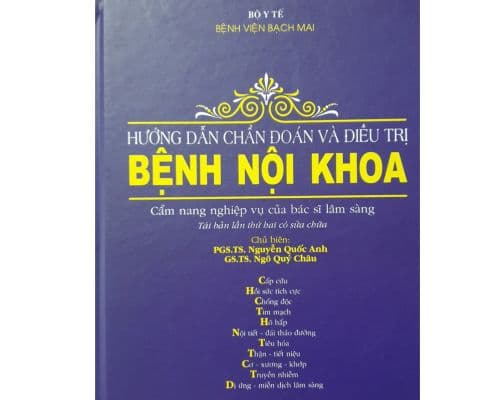 BỘ Y TẾ
BỆNH VIỆN BẠCH MAI
HƯỚNG DẪN CHẨN ĐOÁN VÀ ĐIỀU TRỊ
BỆNH NỘI KHOA
Cẩm nang nghiệp vụ của bác sĩ lâm sàng
Tái bản lần thứ hai có sửa chữa
Chủ biên:
PGS.TS. Nguyễn Quốc Anh
GS.TS. Ngô Quý Châu
Cấp cứu
Hồi sức tích cực
Chống độc
Tim mạch
Hô hấp
Nội tiết - đái tháo đường
Tiêu hóa
Thận - tiết niệu
Cơ - xương - khớp
Truyền nhiễm
Dị ứng - miễn dịch lâm sàng